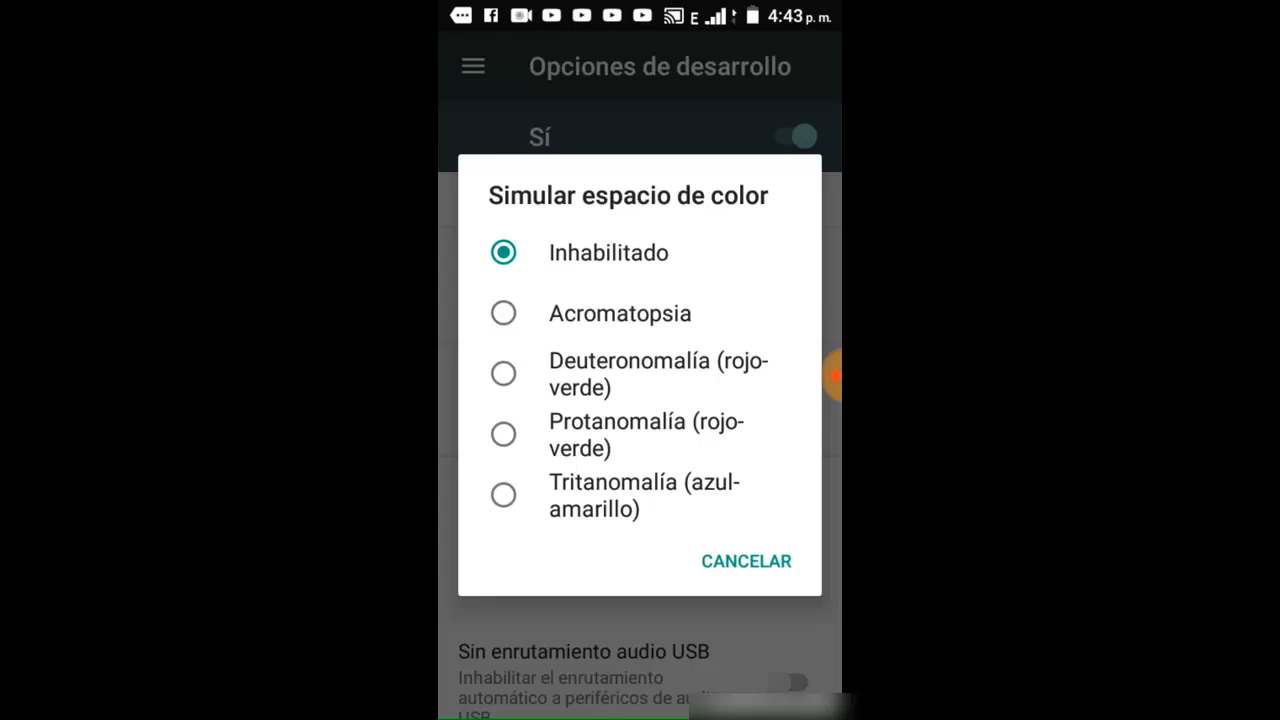 E 4:43 p. m.
Opciones de desarrollo
Sí
Simular espacio de color
Inhabilitado
Acromatopsia
Deuteronomalía (rojo-
verde)
Protanomalía (rojo-
verde)
Tritanomalía (azul-
amarillo)
CANCELAR
Sin enrutamiento audio USB
Inhabilitar el enrutamiento
automático a periféricos de
USB